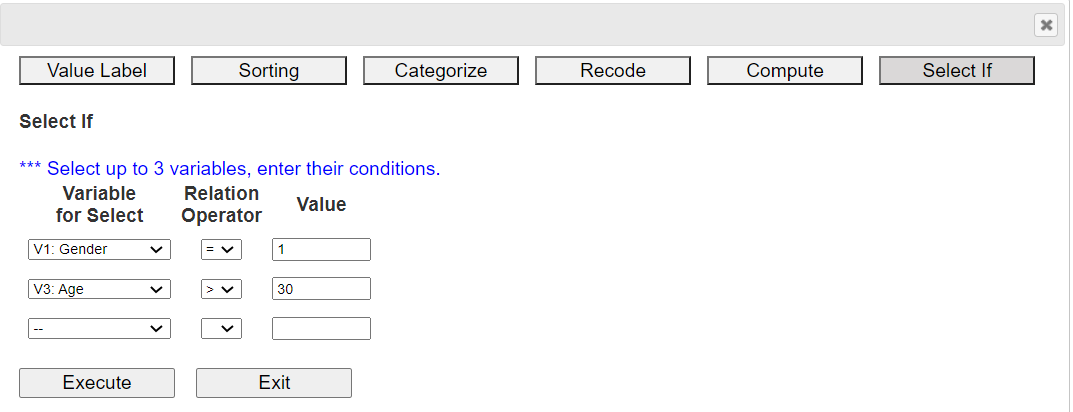 Value Label Sorting Categorize Recode Compute Select If
Select If
*** Select up to 3 variables, enter their conditions.
Variable for Select Relation Operator Value
V1: Gender = 1
V3: Age > 30
--
Execute Exit